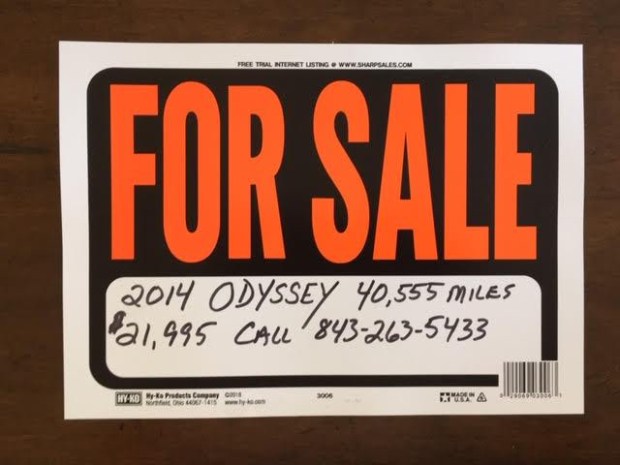 FREE TRIAL INTERNET LISTING @ WWW.SHARPSALES.COM
FOR SALE
2014 ODYSSEY 40,555 MILES
$21,995 CALL 843-263-5433
HY-KO Hy-Ko Products Company
Northfield, Ohio 44067-1415 www.hy-ko.com
3006
MADE IN U.S.A.